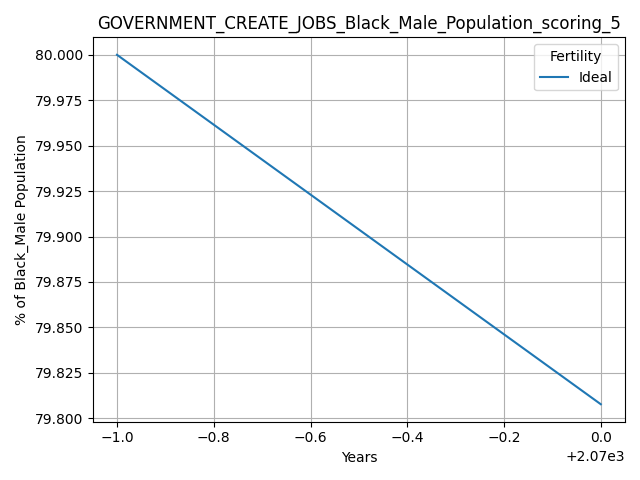 GOVERNMENT_CREATE_JOBS_Black_Male_Population_scoring_5
Fertility
Ideal
% of Black_Male Population
80.000
79.975
79.950
79.925
79.900
79.875
79.850
79.825
79.800
−1.0 −0.8 −0.6 −0.4 −0.2 0.0
+2.07e3
Years